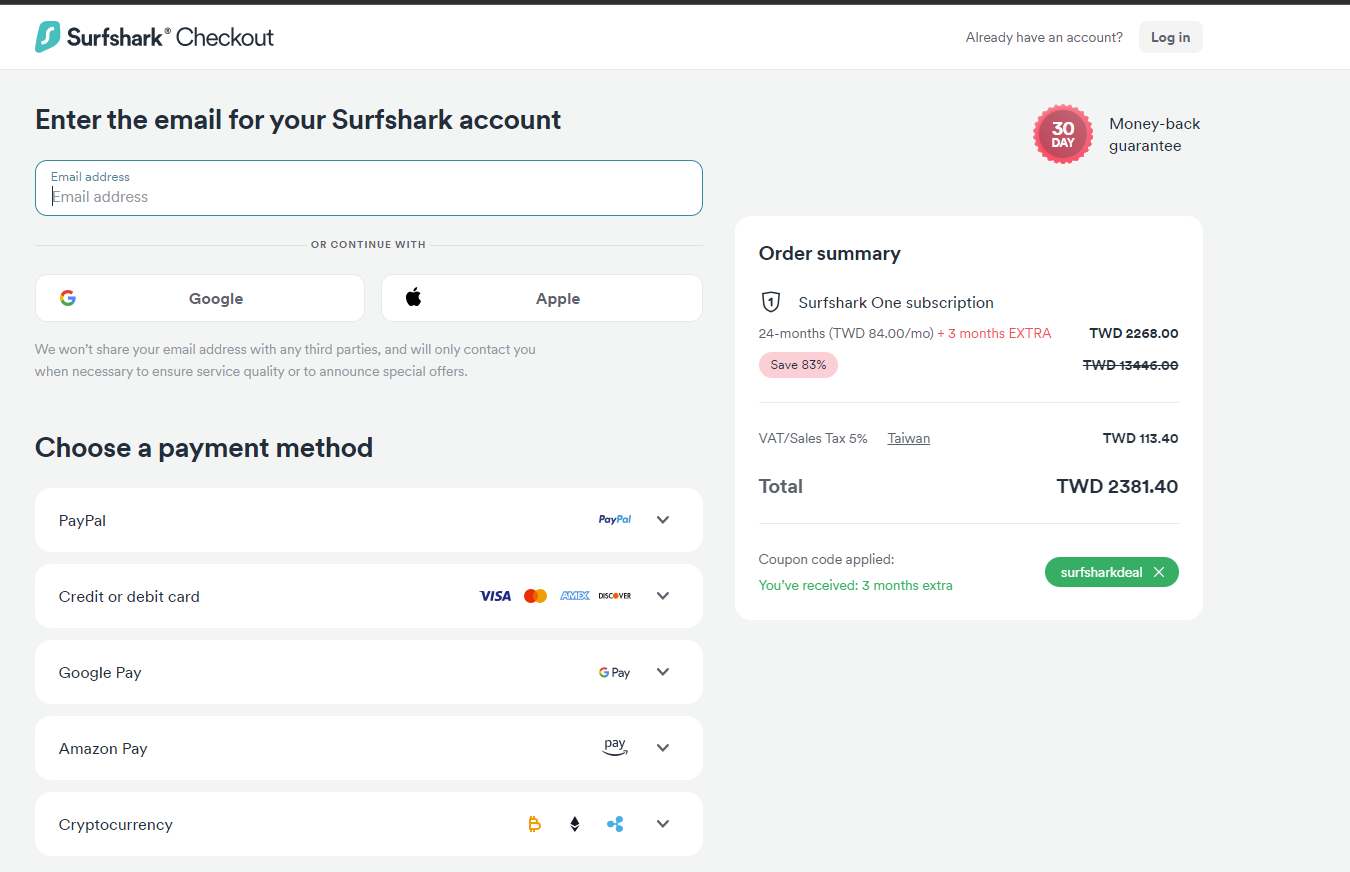 Surfshark® Checkout
Already have an account?
Log in
Enter the email for your Surfshark account
Email address
Email address
OR CONTINUE WITH
Google
Apple
We won't share your email address with any third parties, and will only contact you
when necessary to ensure service quality or to announce special offers.
Choose a payment method
PayPal
PayPal
Credit or debit card
VISA
AMEX
DISCOVER
Google Pay
G Pay
Amazon Pay
pay
Cryptocurrency
30
DAY
Money-back
guarantee
Order summary
1
Surfshark One subscription
24-months (TWD 84.00/mo) + 3 months EXTRA TWD 2268.00
Save 83% TWD 13446.00
VAT/Sales Tax 5% Taiwan TWD 113.40
Total TWD 2381.40
Coupon code applied:
You've received: 3 months extra
surfsharkdeal